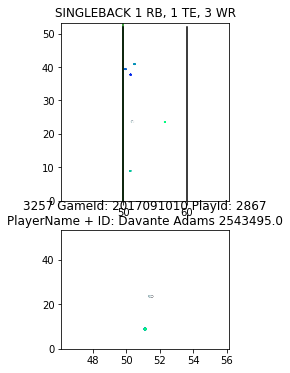 SINGLEBACK 1 RB, 1 TE, 3 WR
50
40
30
20
10
0
50 60
3257 GameId: 2017091010 PlayId: 2867
PlayerName + ID: Davante Adams 2543495.0
40
20
0
48 50 52 54 56